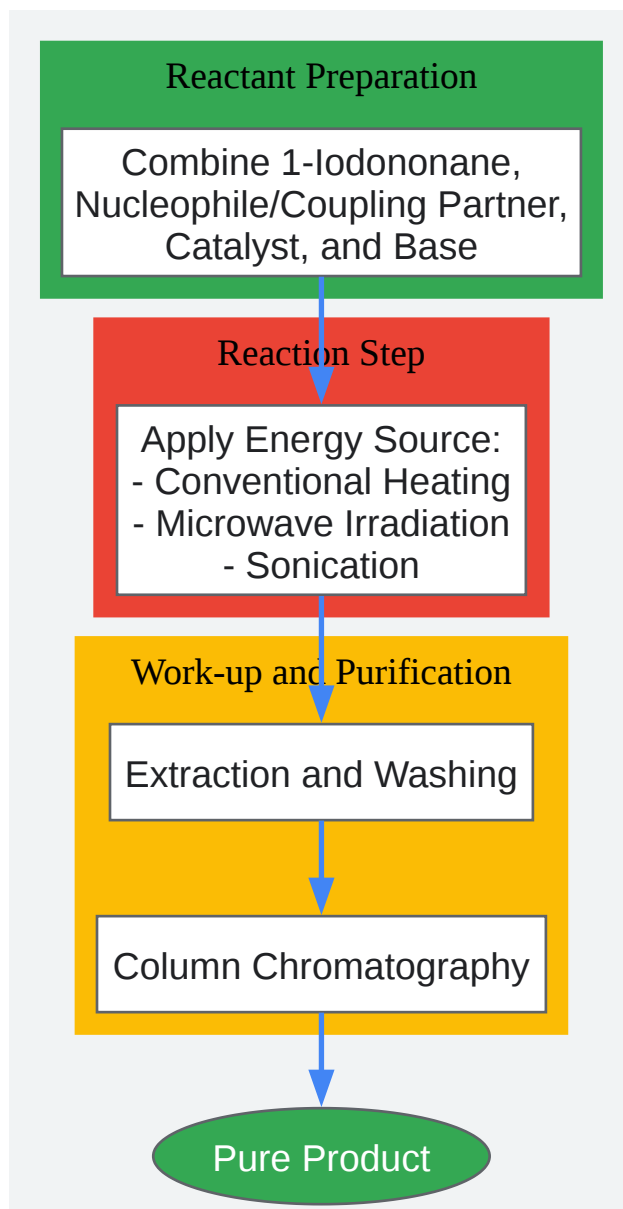 Reactant Preparation
Combine 1-Iodononane,
Nucleophile/Coupling Partner,
Catalyst, and Base
Reaction Step
Apply Energy Source:
- Conventional Heating
- Microwave Irradiation
- Sonication
Work-up and Purification
Extraction and Washing
Column Chromatography
Pure Product